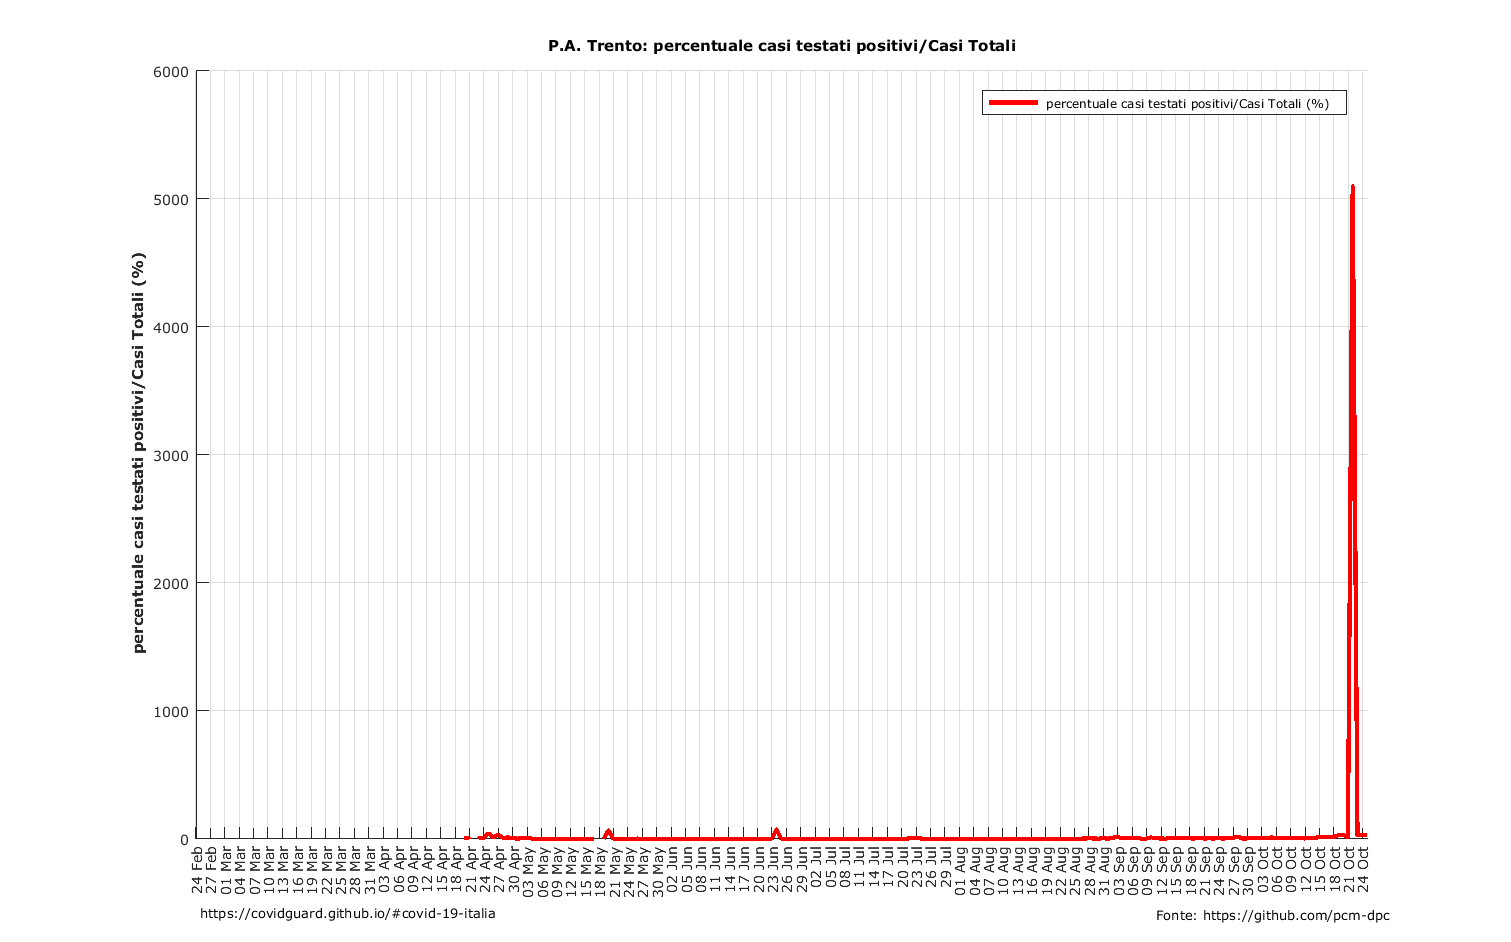 P.A. Trento: percentuale casi testati positivi/Casi Totali
percentuale casi testati positivi/Casi Totali (%)
percentuale casi testati positivi/Casi Totali (%)
6000
5000
4000
3000
2000
1000
0
24 Feb
27 Feb
01 Mar
04 Mar
07 Mar
10 Mar
13 Mar
16 Mar
19 Mar
22 Mar
25 Mar
28 Mar
31 Mar
03 Apr
06 Apr
09 Apr
12 Apr
15 Apr
18 Apr
21 Apr
24 Apr
27 Apr
30 Apr
03 May
06 May
09 May
12 May
15 May
18 May
21 May
24 May
27 May
30 May
02 Jun
05 Jun
08 Jun
11 Jun
14 Jun
17 Jun
20 Jun
23 Jun
26 Jun
29 Jun
02 Jul
05 Jul
08 Jul
11 Jul
14 Jul
17 Jul
20 Jul
23 Jul
26 Jul
29 Jul
01 Aug
04 Aug
07 Aug
10 Aug
13 Aug
16 Aug
19 Aug
22 Aug
25 Aug
28 Aug
31 Aug
03 Sep
06 Sep
09 Sep
12 Sep
15 Sep
18 Sep
21 Sep
24 Sep
27 Sep
30 Sep
03 Oct
06 Oct
09 Oct
12 Oct
15 Oct
18 Oct
21 Oct
24 Oct
https://covidguard.github.io/#covid-19-italia
Fonte: https://github.com/pcm-dpc